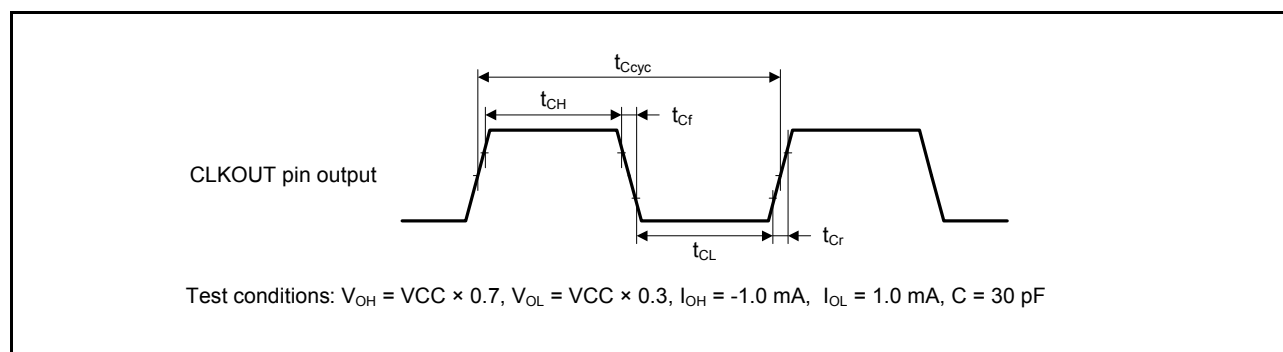 tCcyc
tCH
tCf
CLKOUT pin output
tCL
tCr
Test conditions: VOH = VCC × 0.7, VOL = VCC × 0.3, IOH = -1.0 mA, IOL = 1.0 mA, C = 30 pF